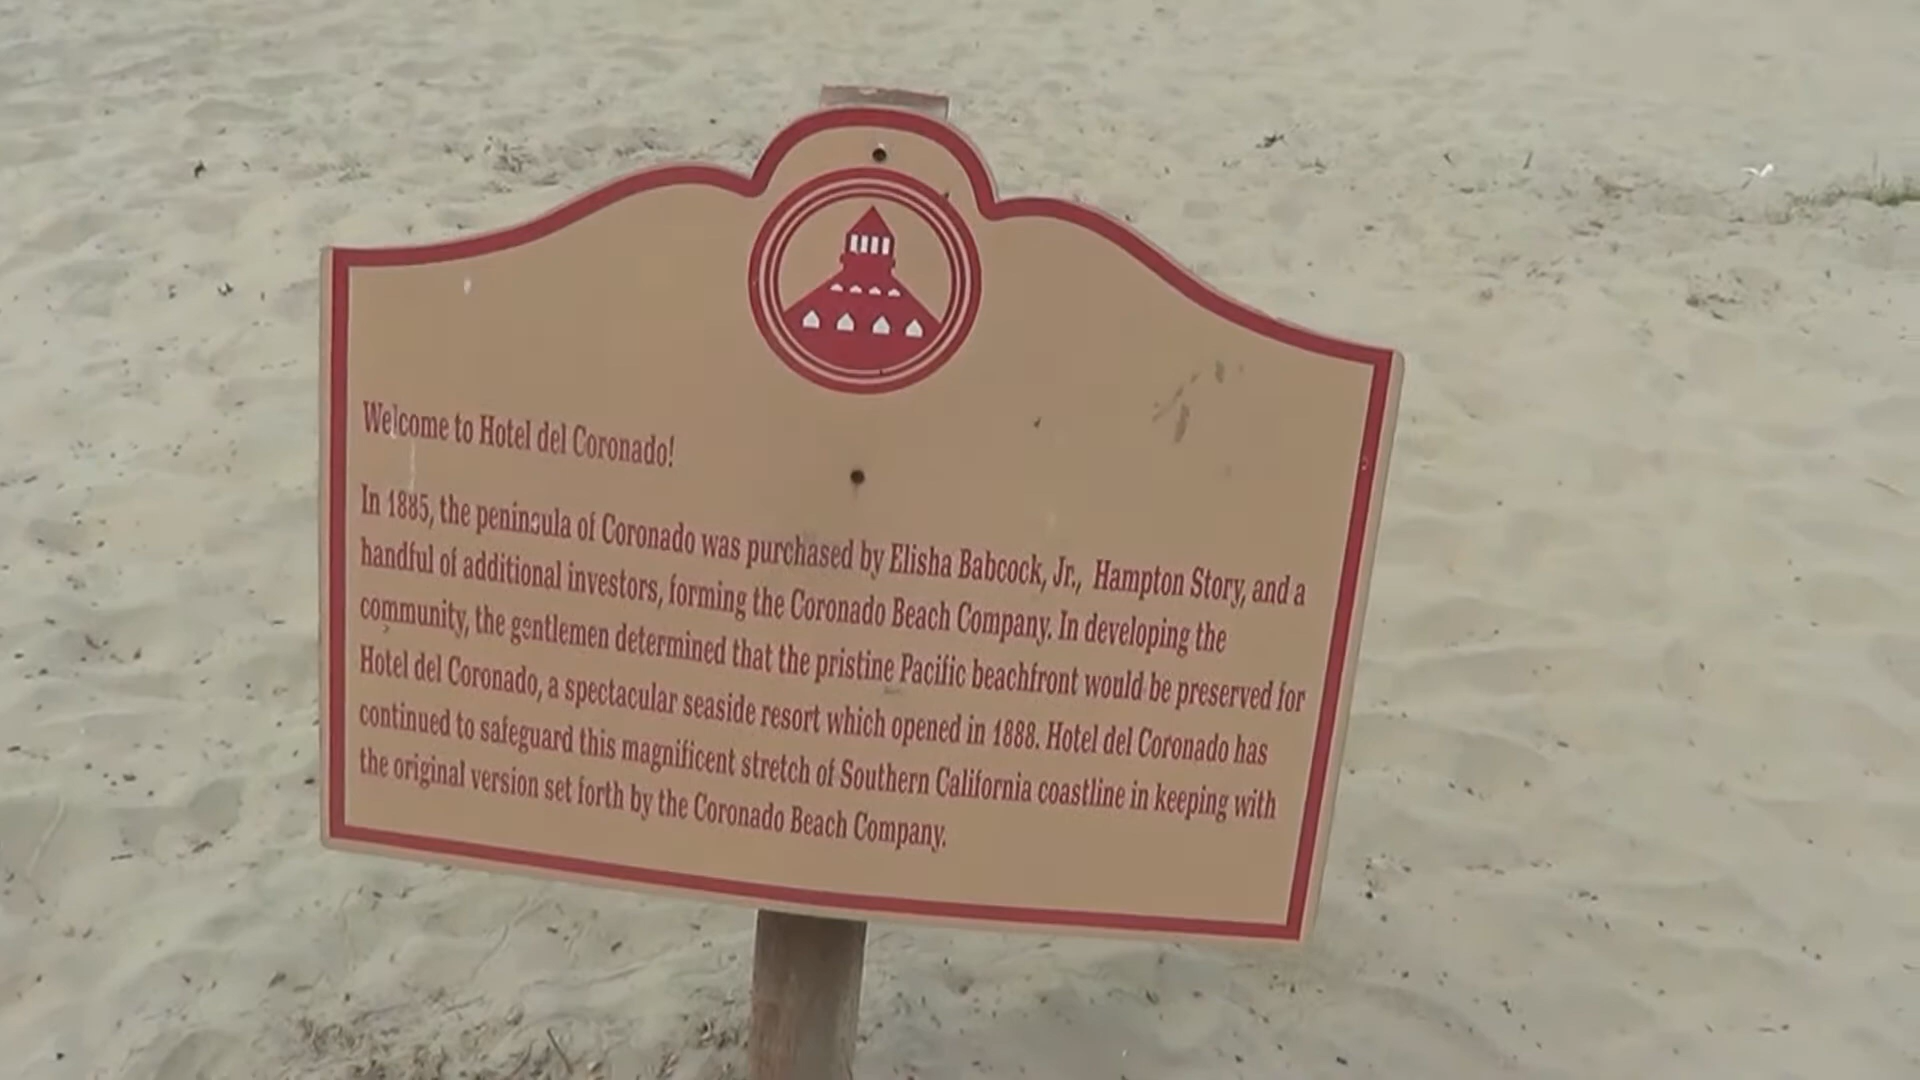 Welcome to Hotel del Coronado!
In 1885, the peninsula of Coronado was purchased by Elisha Babcock, Jr., Hampton Story, and a
handful of additional investors, forming the Coronado Beach Company. In developing the
community, the gentlemen determined that the pristine Pacific beachfront would be preserved for
Hotel del Coronado, a spectacular seaside resort which opened in 1888. Hotel del Coronado has
continued to safeguard this magnificent stretch of Southern California coastline in keeping with
the original version set forth by the Coronado Beach Company.